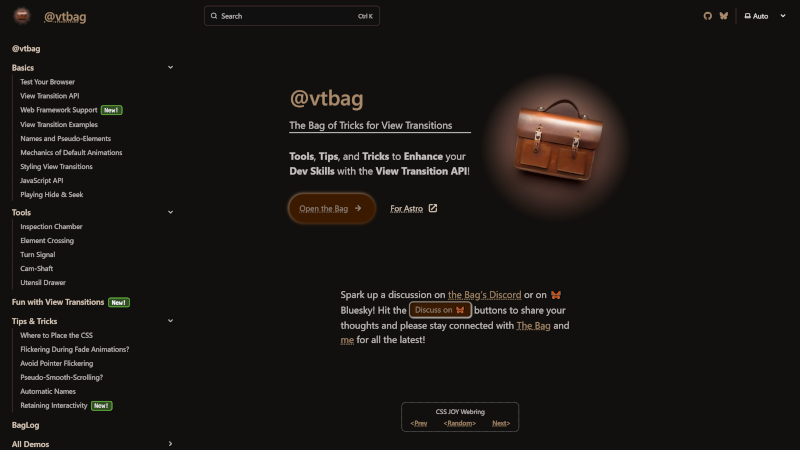 @vtbag
Search
Ctrl K
Auto
@vtbag
Basics
Test Your Browser
View Transition API
Web Framework Support New!
View Transition Examples
Names and Pseudo-Elements
Mechanics of Default Animations
Styling View Transitions
JavaScript API
Playing Hide & Seek
Tools
Inspection Chamber
Element Crossing
Turn Signal
Cam-Shaft
Utensil Drawer
Fun with View Transitions New!
Tips & Tricks
Where to Place the CSS
Flickering During Fade Animations?
Avoid Pointer Flickering
Pseudo-Smooth-Scrolling?
Automatic Names
Retaining Interactivity New!
BagLog
All Demos
@vtbag
The Bag of Tricks for View Transitions
Tools, Tips, and Tricks to Enhance your
Dev Skills with the View Transition API!
Open the Bag
For Astro
Spark up a discussion on the Bag's Discord or on
Bluesky! Hit the Discuss on buttons to share your
thoughts and please stay connected with The Bag and
me for all the latest!
CSS JOY Webring
<Prev <Random> Next>